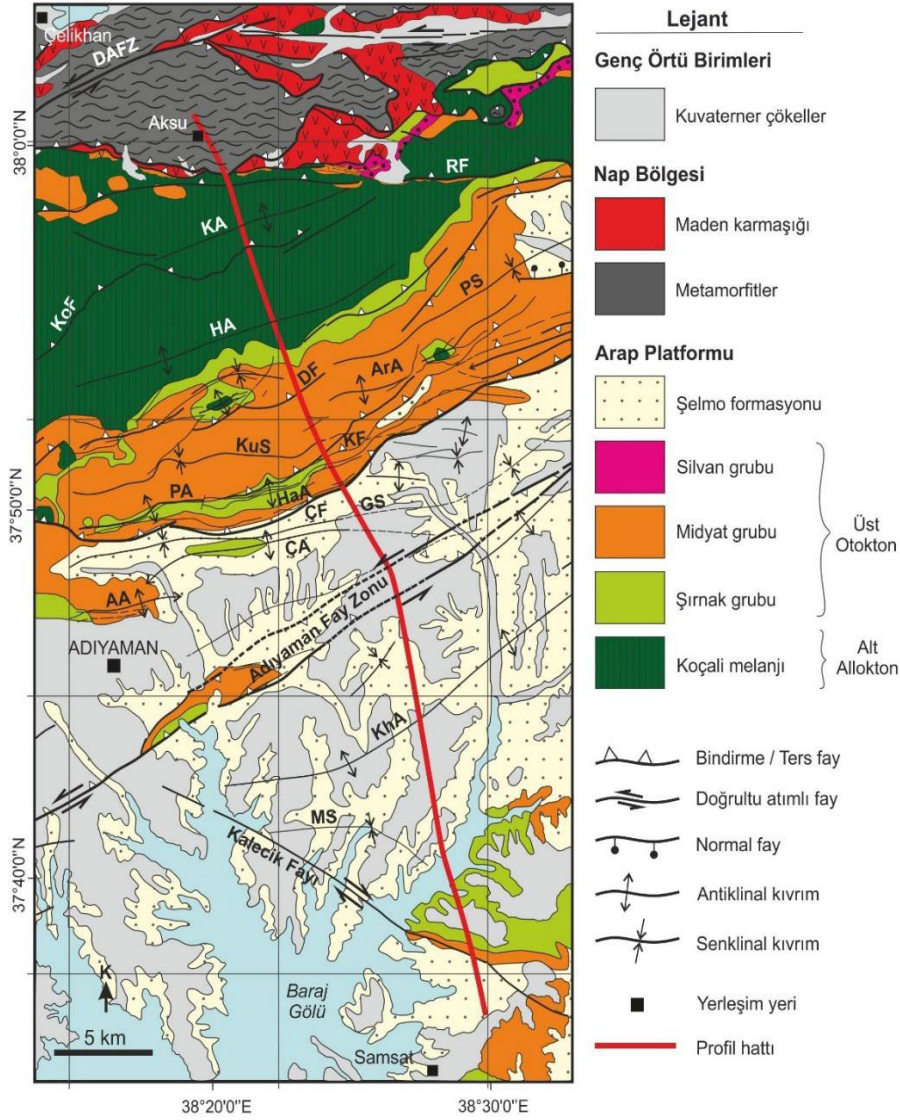 Çelikhan
DAFZ
Aksu
38°0'0"N
RF
KA
KoF
HA
PS
DF
ArA
KuS
KF
PA
HaA
ÇF
GS
37°50'0"N
ÇA
AA
ADIYAMAN
Adıyaman Fay Zonu
KhA
MS
Kalecik Fayı
37°40'0"N
K
5 km
Baraj
Gölü
Samsat
38°20'0"E
38°30'0"E
Lejant
Genç Örtü Birimleri
Kuvaterner çökeller
Nap Bölgesi
Maden karmaşığı
Metamorfitler
Arap Platformu
Şelmo formasyonu
Silvan grubu
Midyat grubu
Şırnak grubu
Üst
Otokton
Koçali melanjı
Alt
Allokton
Bindirme / Ters fay
Doğrultu atımlı fay
Normal fay
Antiklinal kıvrım
Senklinal kıvrım
Yerleşim yeri
Profil hattı